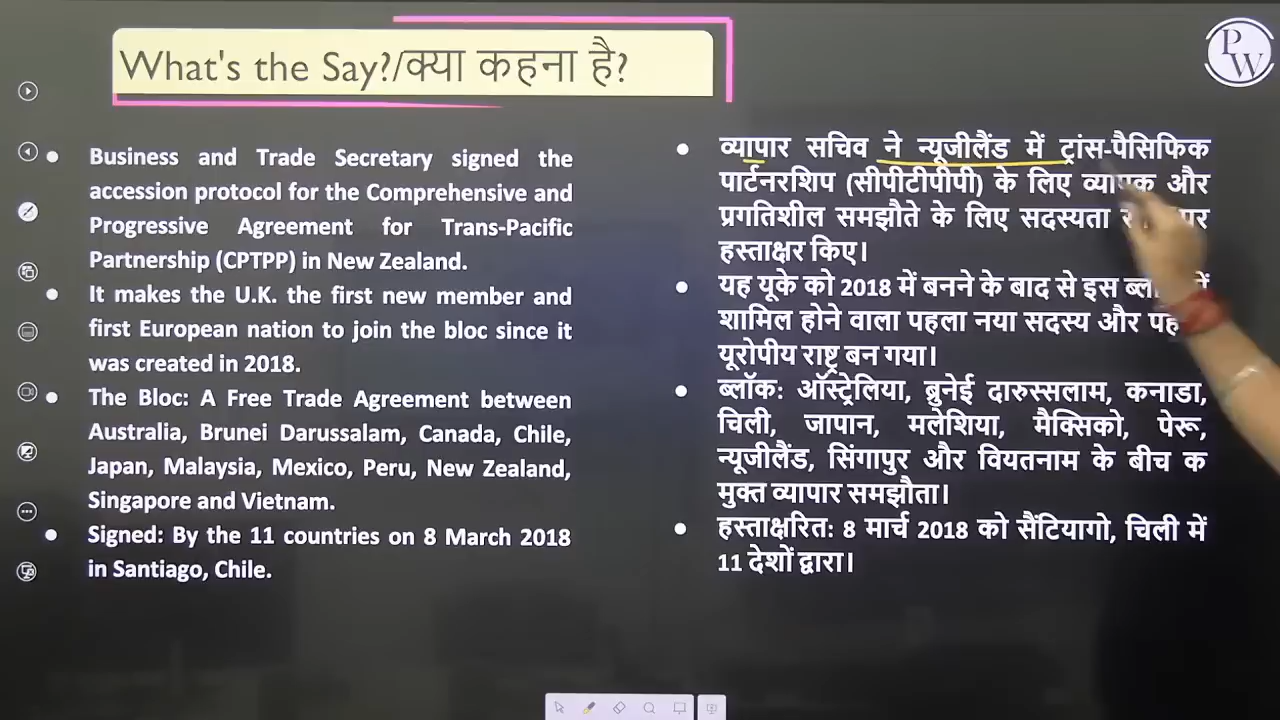 What's the Say?/क्या कहना है?
PW
Business and Trade Secretary signed the
accession protocol for the Comprehensive and
Progressive Agreement for Trans-Pacific
Partnership (CPTPP) in New Zealand.
It makes the U.K. the first new member and
first European nation to join the bloc since it
was created in 2018.
The Bloc: A Free Trade Agreement between
Australia, Brunei Darussalam, Canada, Chile,
Japan, Malaysia, Mexico, Peru, New Zealand,
Singapore and Vietnam.
Signed: By the 11 countries on 8 March 2018
in Santiago, Chile.
व्यापार सचिव ने न्यूजीलैंड में ट्रांस-पैसिफिक
पार्टनरशिप (सीपीटीपीपी) के लिए व्यापक और
प्रगतिशील समझौते के लिए सदस्यता
हस्ताक्षर किए।
यह यूके को 2018 में बनने के बाद से इस
शामिल होने वाला पहला नया सदस्य और
यूरोपीय राष्ट्र बन गया।
ब्लॉक: ऑस्ट्रेलिया, ब्रुनेई दारुस्सलाम, कनाडा,
चिली, जापान, मलेशिया, मैक्सिको, पेरू,
न्यूजीलैंड, सिंगापुर और वियतनाम के बीच
मुक्त व्यापार समझौता।
हस्ताक्षरित: 8 मार्च 2018 को सैंटियागो, चिली में
11 देशों द्वारा।